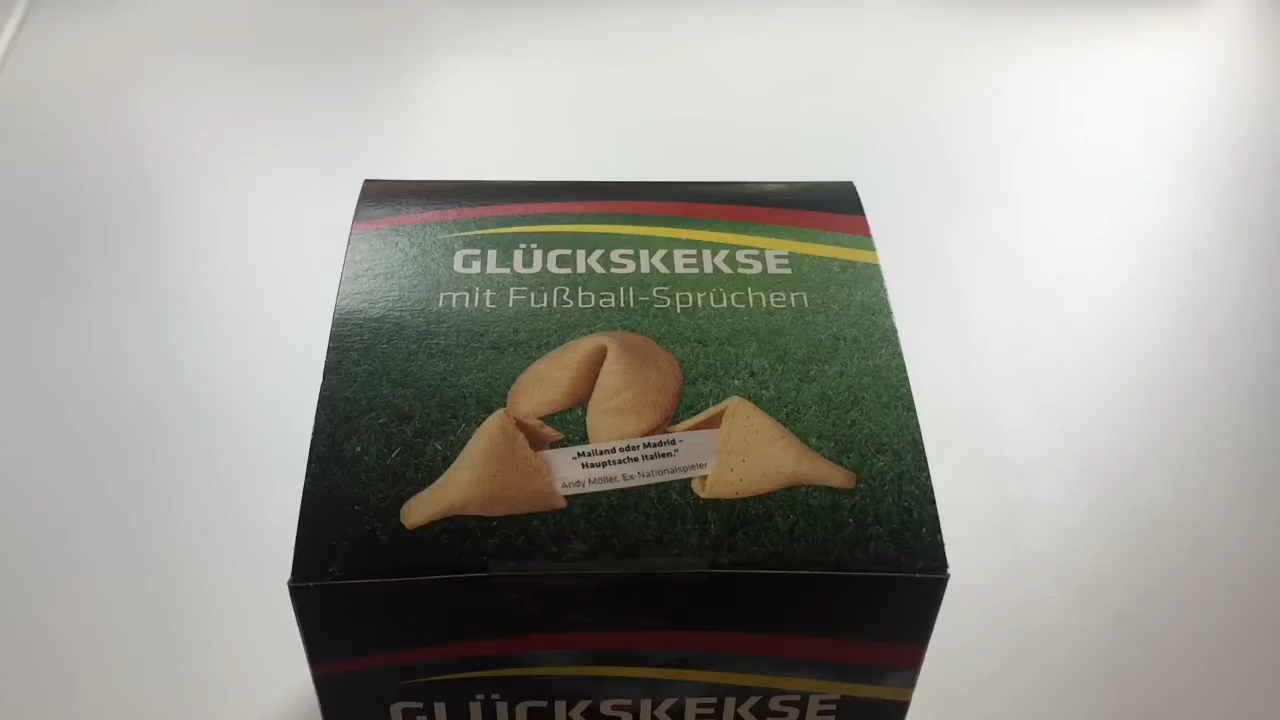 GLÜCKSKEKSE
mit Fußball-Sprüchen
„Mailand oder Madrid –
Hauptsache Italien.”
Andy Möller, Ex-Nationalspieler
GLÜCKSKEKSE